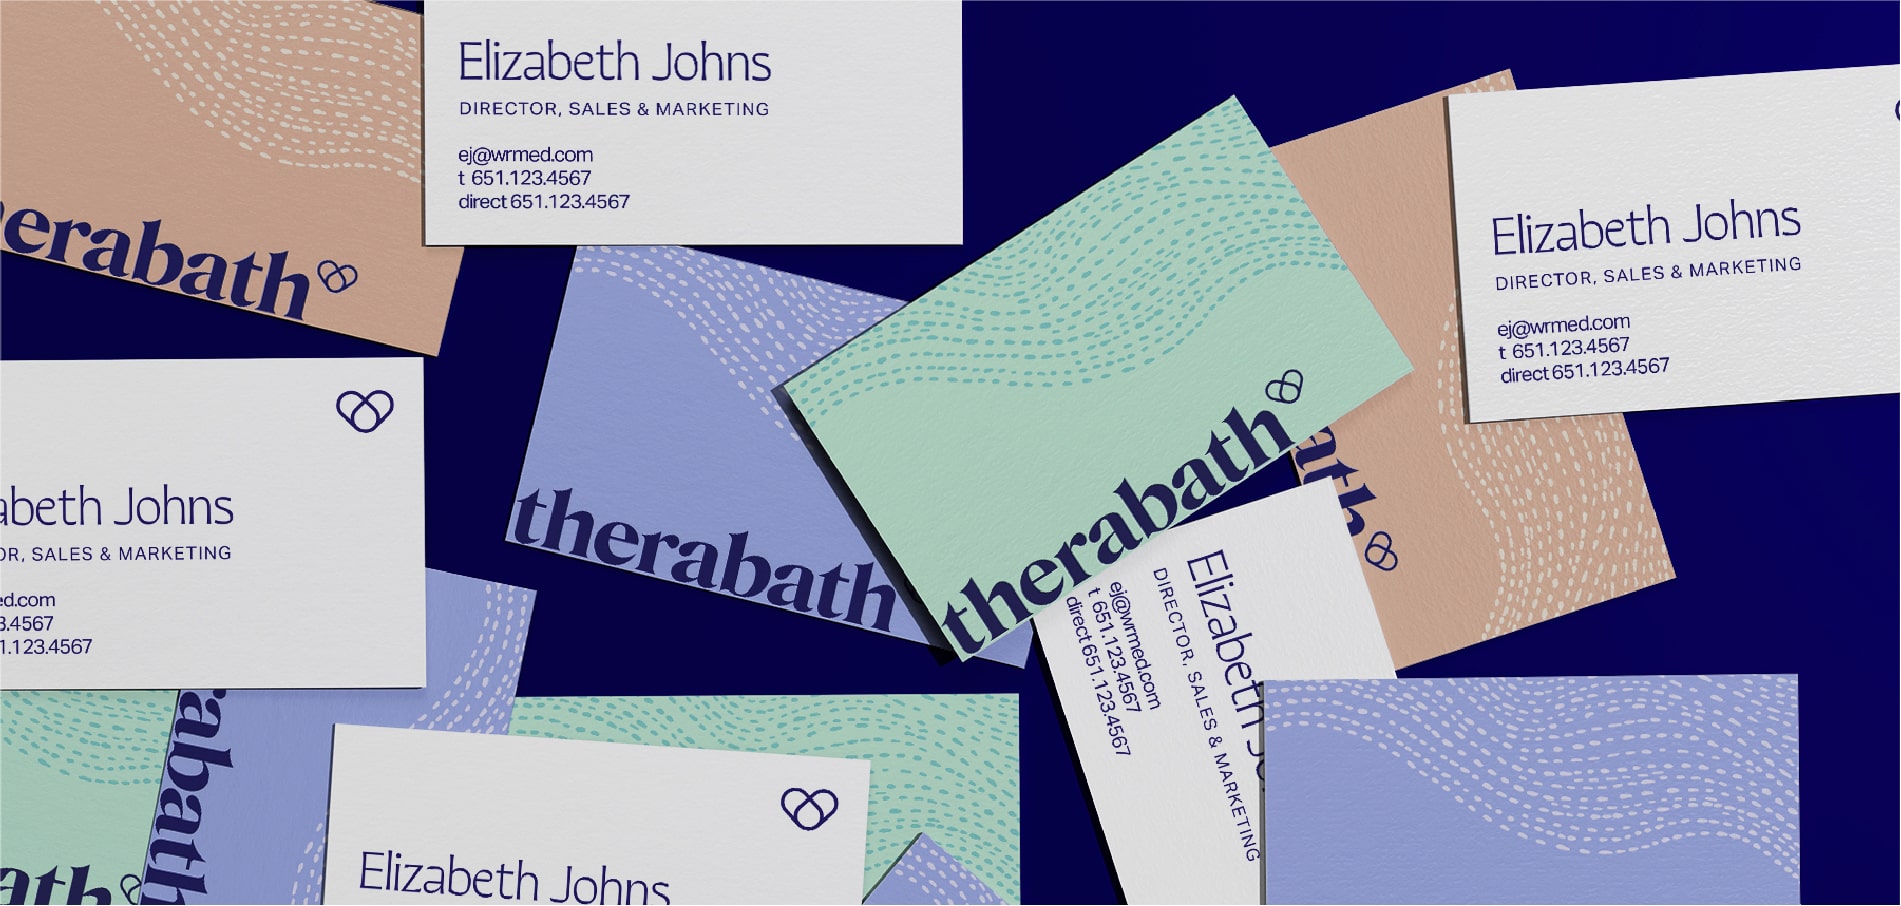 Elizabeth Johns
DIRECTOR, SALES & MARKETING
ej@wrmed.com
t 651.123.4567
direct 651.123.4567
erabath
Elizabeth Johns
DIRECTOR, SALES & MARKETING
ej@wrmed.com
t 651.123.4567
direct 651.123.4567
therabath
therabath
ath
abeth Johns
OR, SALES & MARKETING
ed.com
3.4567
1.123.4567
Elizabeth Jo
DIRECTOR, SALES & MARKETING
ej@wrmed.com
t 651.123.4567
direct 651.123.4567
abath
ath
Elizabeth Johns